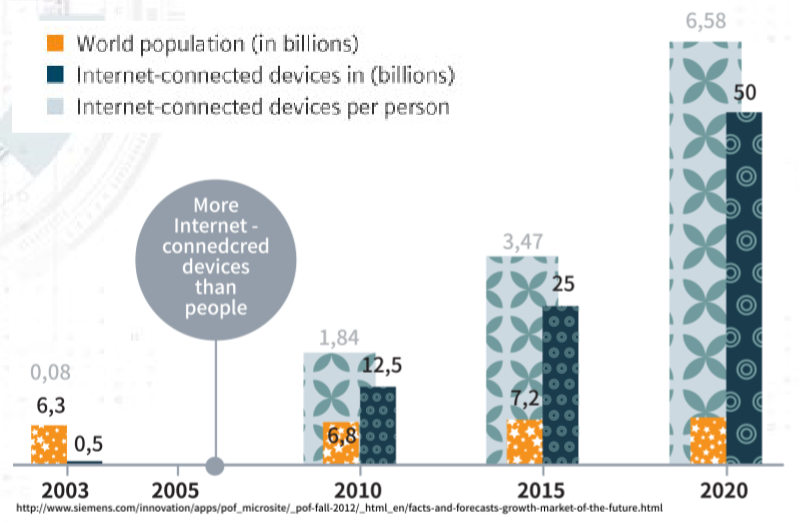 World population (in billions)
Internet-connected devices in (billions)
Internet-connected devices per person
More
Internet -
connedcred
devices
than
people
0,08
6,3
0,5
1,84
12,5
6,8
3,47
25
7,2
6,58
50
2003 2005 2010 2015 2020
http://www.siemens.com/innovation/apps/pof_microsite/_pof-fall-2012/_html_en/facts-and-forecasts-growth-market-of-the-future.html